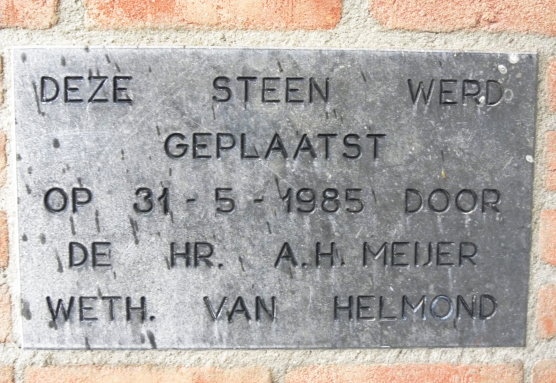 DEZE STEEN WERD
GEPLAATST
OP 31-5-1985 DOOR
DE HR. A.H. MEIJER
WETH. VAN HELMOND